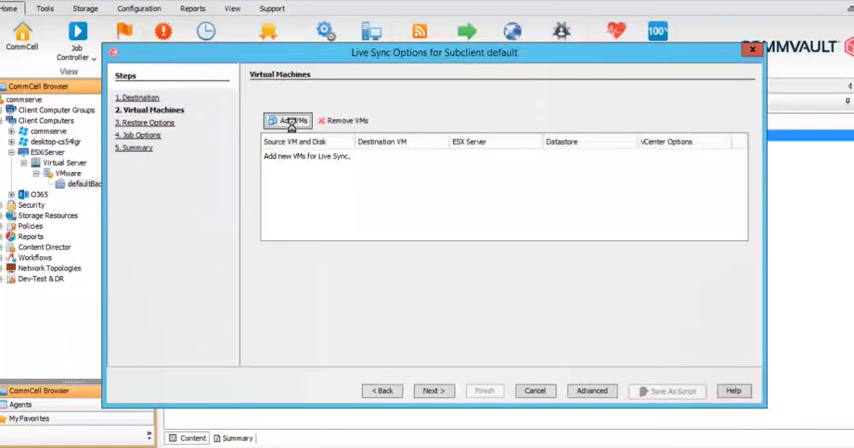 Home Tools Storage Configuration Reports View Support
CommCell
Job
Controller
View
100%
COMMVAULT
CommCell Browser
commserve
Client Computer Groups
Client Computers
commserve
desktop-cs54lgr
ESXiServer
Virtual Server
VMware
defaultBac
O365
Security
Storage Resources
Policies
Reports
Content Director
Workflows
Network Topologies
Dev-Test & DR
CommCell Browser
Agents
My Favorites
Live Sync Options for Subclient default
x
Steps
1. Destination
2. Virtual Machines
3. Restore Options
4. Job Options
5. Summary
Virtual Machines
Add VMs Remove VMs
Source VM and Disk Destination VM ESX Server Datastore vCenter Options
Add new VMs for Live Sync.
< Back Next > Finish Cancel Advanced Save As Script Help
Content Summary